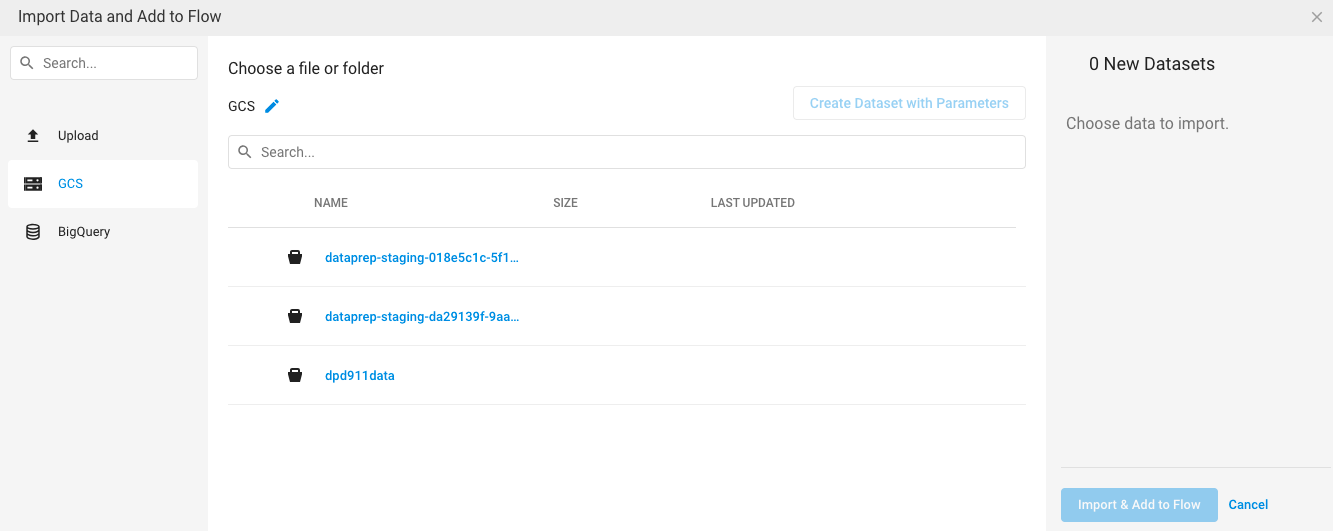 Import Data and Add to Flow
Search...
Upload
GCS
BigQuery
Choose a file or folder
GCS
Create Dataset with Parameters
Search...
NAME SIZE LAST UPDATED
dataprep-staging-018e5c1c-5f1...
dataprep-staging-da29139f-9aa...
dpd911data
0 New Datasets
Choose data to import.
Import & Add to Flow Cancel